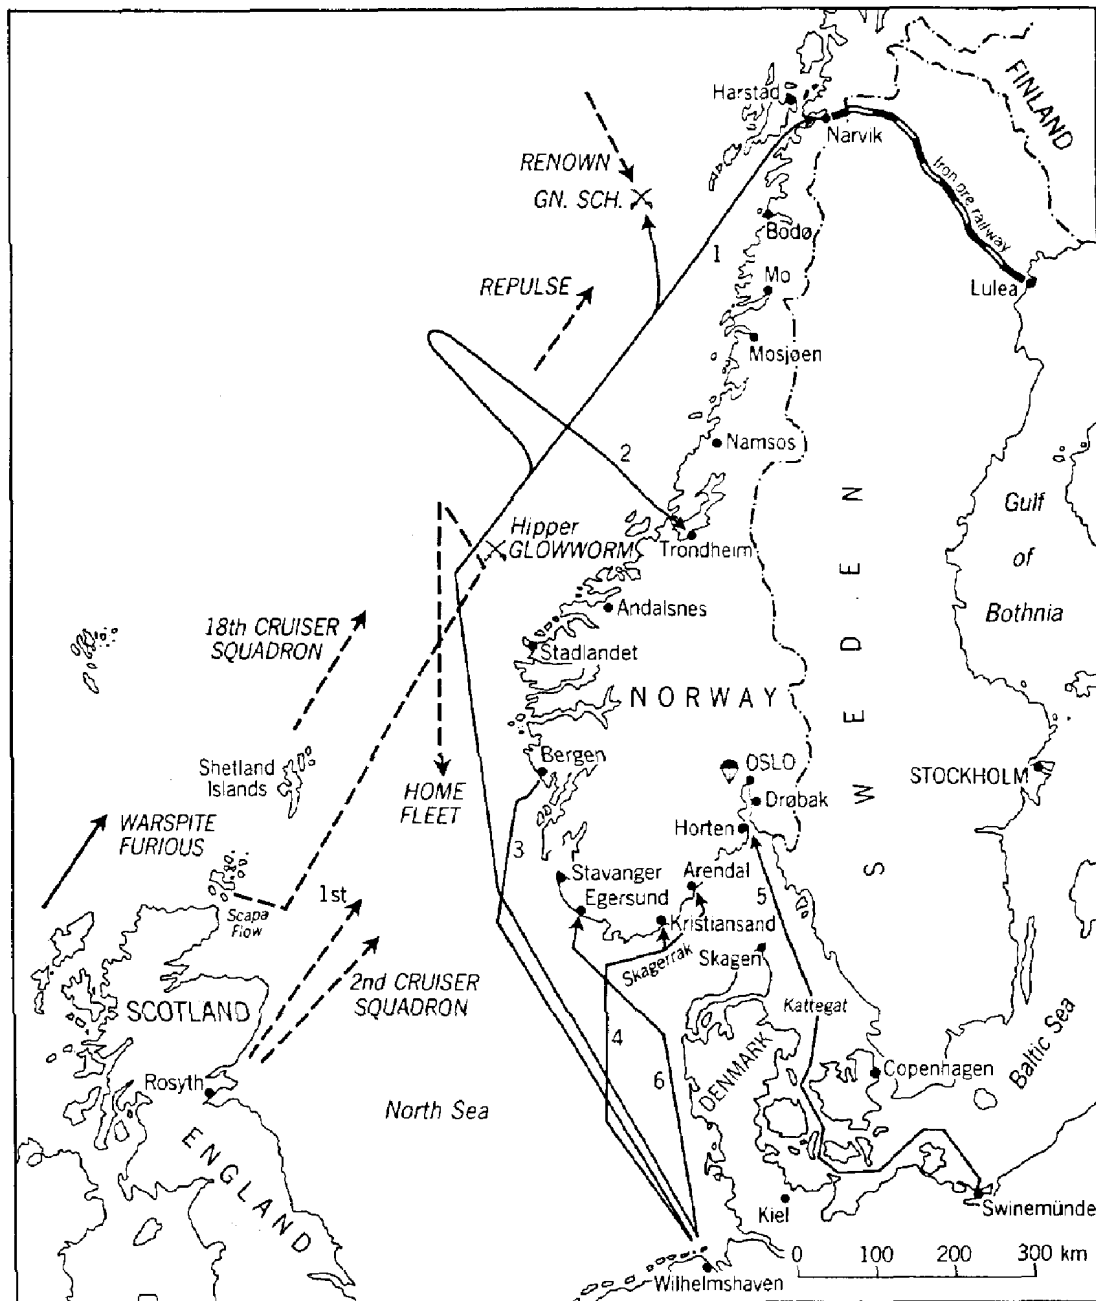 FINLAND
Harstad
Narvik
RENOWN
GN. SCH.
Iron ore railway
Bodø
1
Mo
REPULSE
Lulea
Mosjøen
Namsos
2
Gulf
of
Bothnia
Hipper
GLOWWORM
Trondheim
SWEDEN
Andalsnes
18th CRUISER
SQUADRON
Stadlandet
NORWAY
Shetland
Islands
Bergen
OSLO
STOCKHOLM
HOME
FLEET
Drøbak
WARSPITE
FURIOUS
Horten
3
Stavanger
Arendal
5
Egersund
1st
Scapa
Flow
Kristiansand
Skagerrak
Skagen
2nd CRUISER
SQUADRON
SCOTLAND
Kattegat
4
Baltic Sea
DENMARK
Copenhagen
6
Rosyth
North Sea
ENGLAND
Kiel
Swinemünde
0 100 200 300 km
Wilhelmshaven